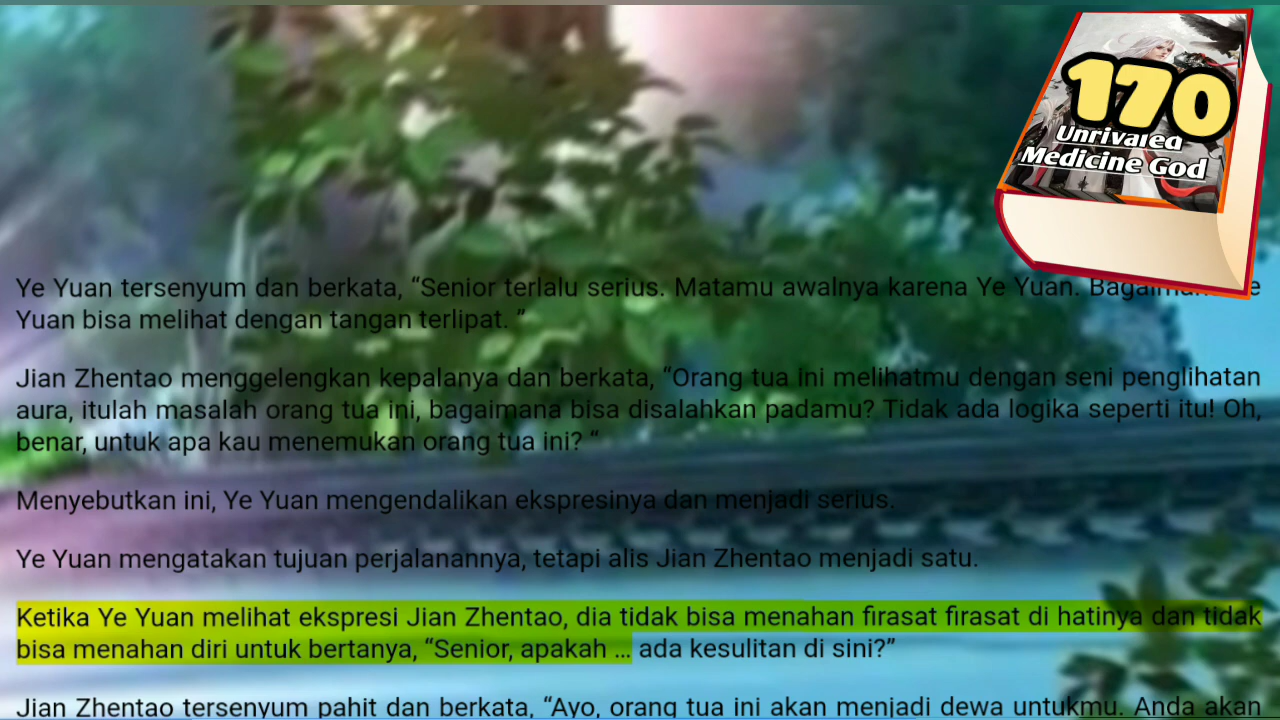 170
Unrivaled
Medicine God
Ye Yuan tersenyum dan berkata, “Senior terlalu serius. Matamu awalnya karena Ye Yuan.
Yuan bisa melihat dengan tangan terlipat. ”
Jian Zhentao menggelengkan kepalanya dan berkata, “Orang tua ini melihatmu dengan seni penglihatan
aura, itulah masalah orang tua ini, bagaimana bisa disalahkan padamu? Tidak ada logika seperti itu! Oh,
benar, untuk apa kau menemukan orang tua ini? “
Menyebutkan ini, Ye Yuan mengendalikan ekspresinya dan menjadi serius.
Ye Yuan mengatakan tujuan perjalanannya, tetapi alis Jian Zhentao menjadi satu.
Ketika Ye Yuan melihat ekspresi Jian Zhentao, dia tidak bisa menahan firasat firasat di hatinya dan tidak
bisa menahan diri untuk bertanya, “Senior, apakah … ada kesulitan di sini?”
Jian Zhentao tersenyum pahit dan berkata, “Ayo, orang tua ini akan menjadi dewa untukmu. Anda akan